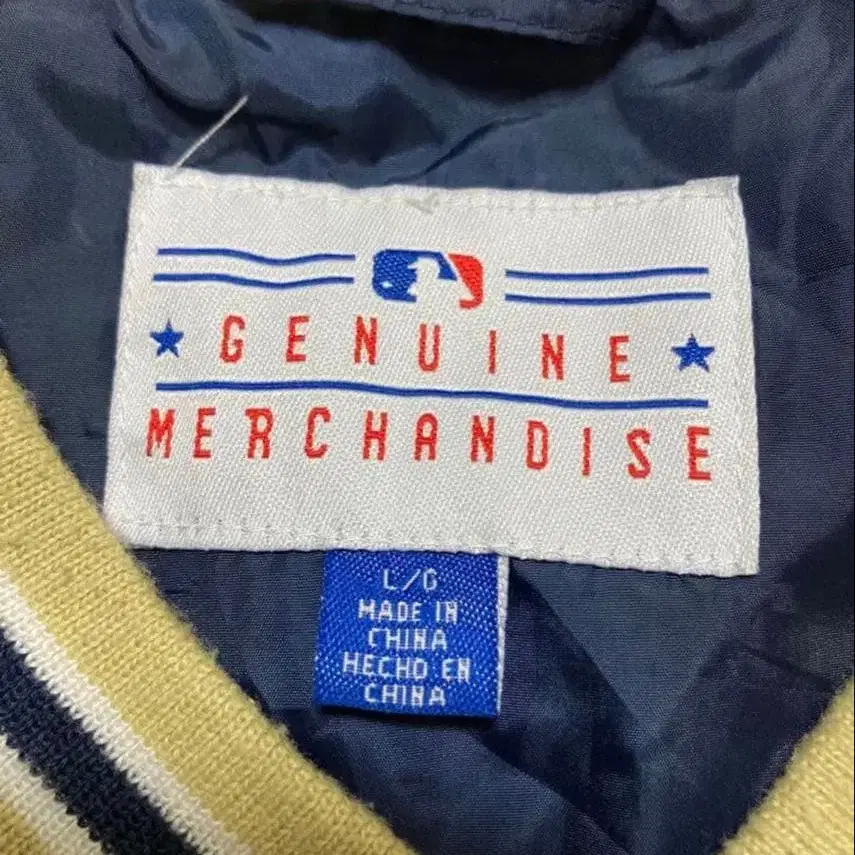 GENUINE
MERCHANDISE
L/G
MADE IN
CHINA
HECHO EN
CHINA